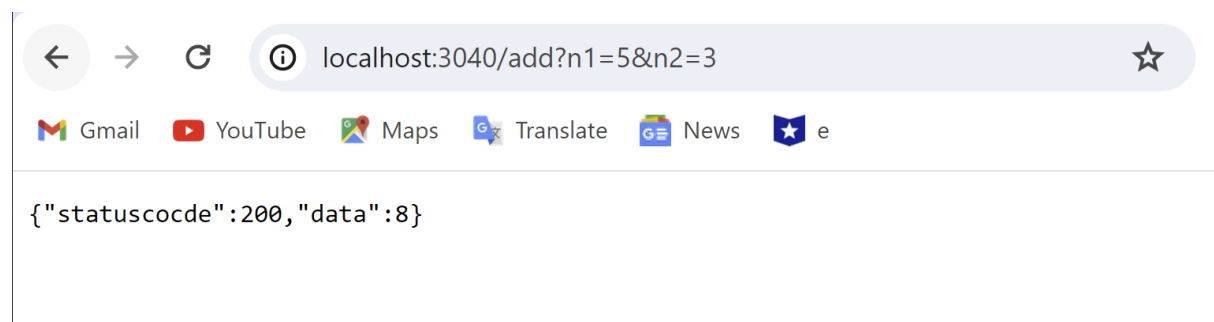 localhost:3040/add?n1=5&n2=3
Gmail YouTube Maps Translate News e
{"statuscocde":200,"data":8}